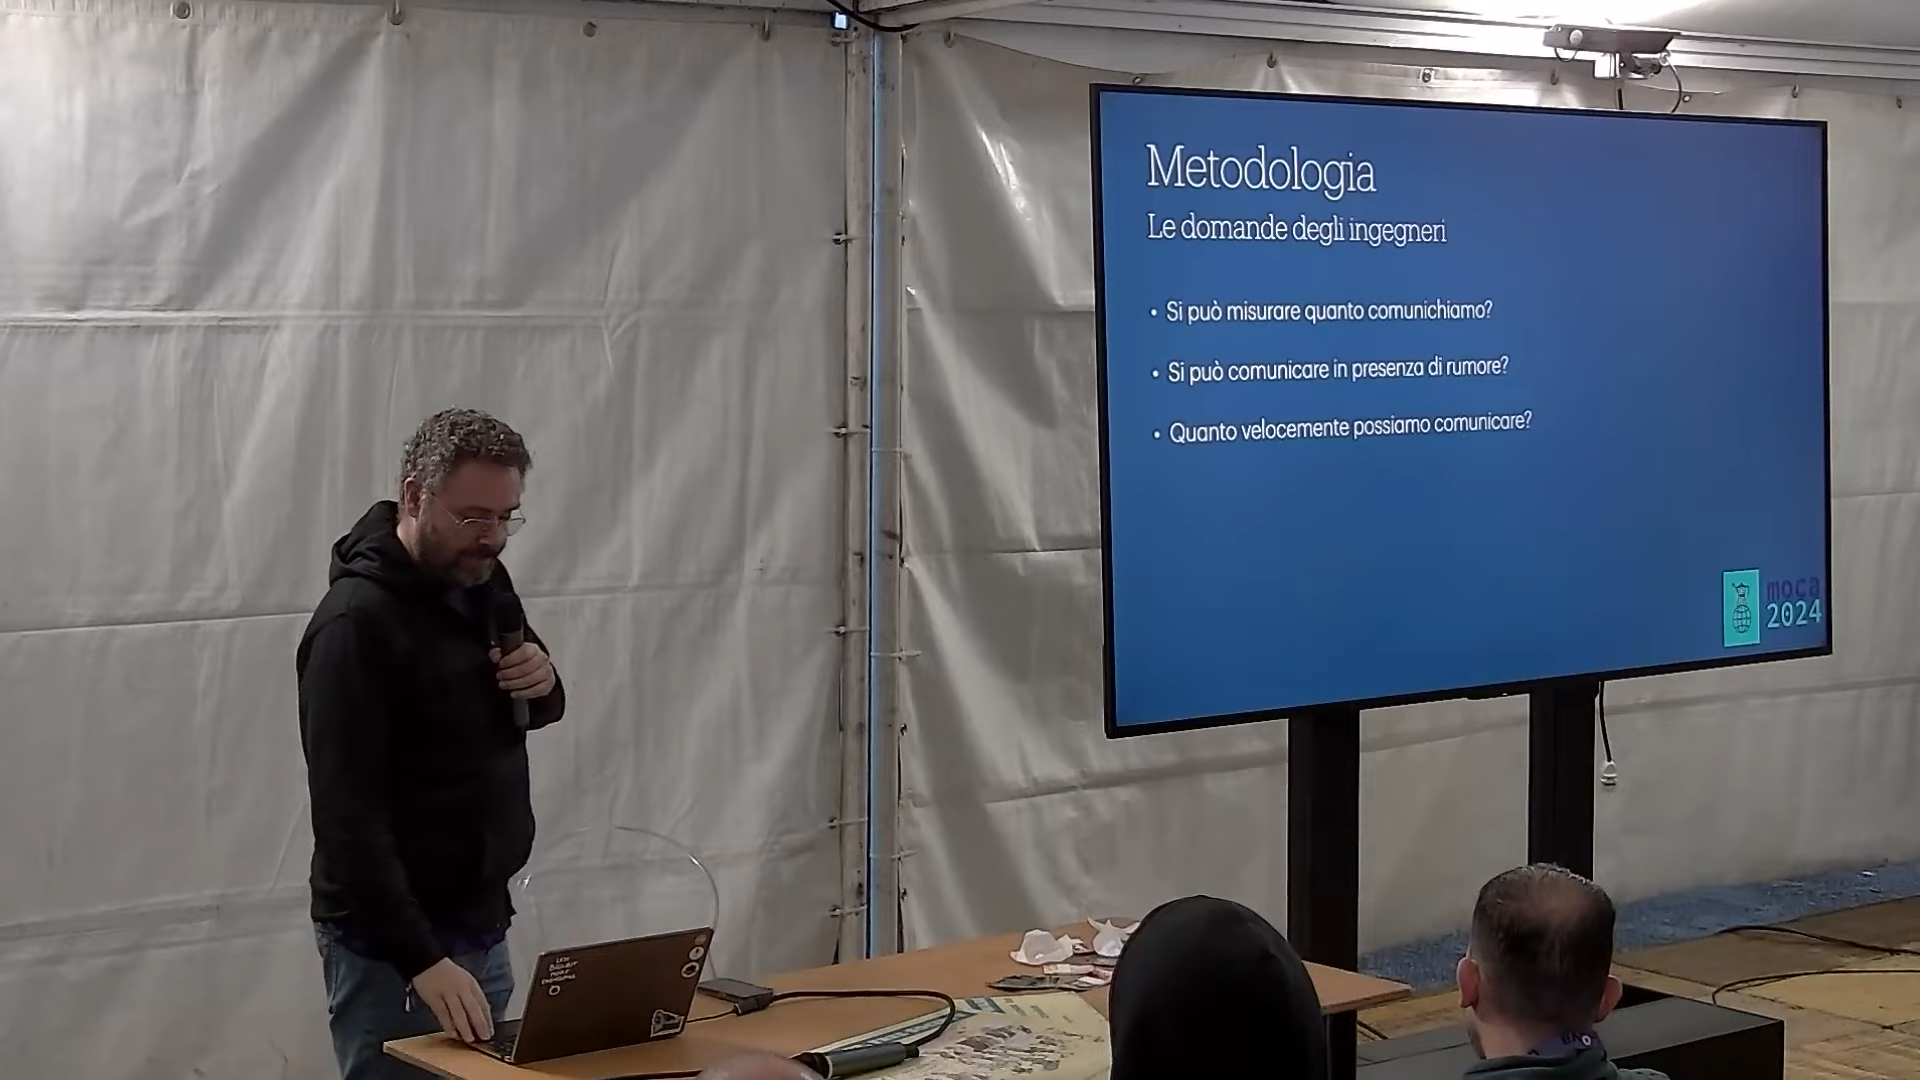 Metodologia
Le domande degli ingegneri
• Si può misurare quanto comunichiamo?
• Si può comunicare in presenza di rumore?
• Quanto velocemente possiamo comunicare?
moca
2024